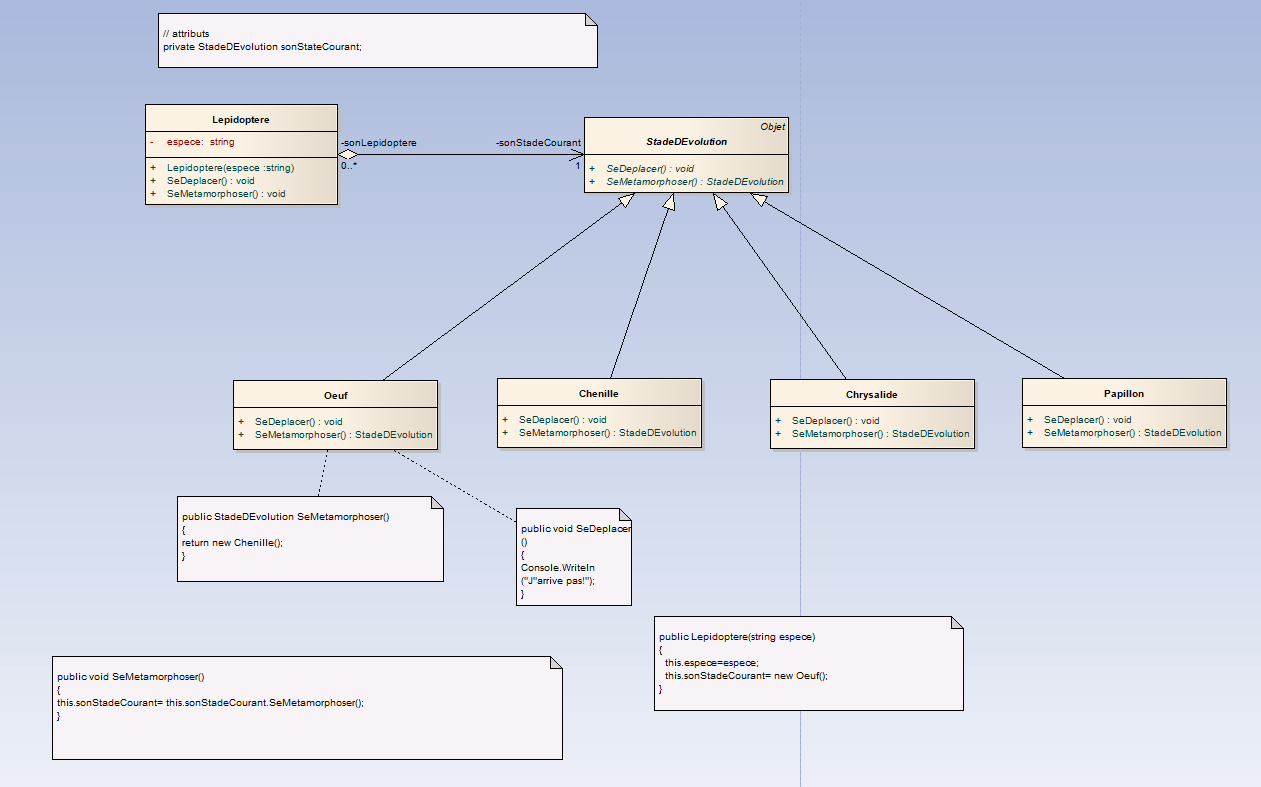 // attributs
private StadeDEvolution sonStateCourant;
Lepidoptere
- espece: string
+ Lepidoptere(espece :string)
+ SeDeplacer() : void
+ SeMetamorphoser() : void
-sonLepidoptere
0..*
-sonStadeCourant
1
Objet
StadeDEvolution
+ SeDeplacer() : void
+ SeMetamorphoser() : StadeDEvolution
Oeuf
+ SeDeplacer() : void
+ SeMetamorphoser() : StadeDEvolution
Chenille
+ SeDeplacer() : void
+ SeMetamorphoser() : StadeDEvolution
Chrysalide
+ SeDeplacer() : void
+ SeMetamorphoser() : StadeDEvolution
Papillon
+ SeDeplacer() : void
+ SeMetamorphoser() : StadeDEvolution
public StadeDEvolution SeMetamorphoser()
{
return new Chenille();
}
public void SeDeplacer
()
{
Console.Writeln
("J"arrive pas!");
}
public Lepidoptere(string espece)
{
this.espece=espece;
this.sonStadeCourant= new Oeuf();
}
public void SeMetamorphoser()
{
this.sonStadeCourant= this.sonStadeCourant.SeMetamorphoser();
}